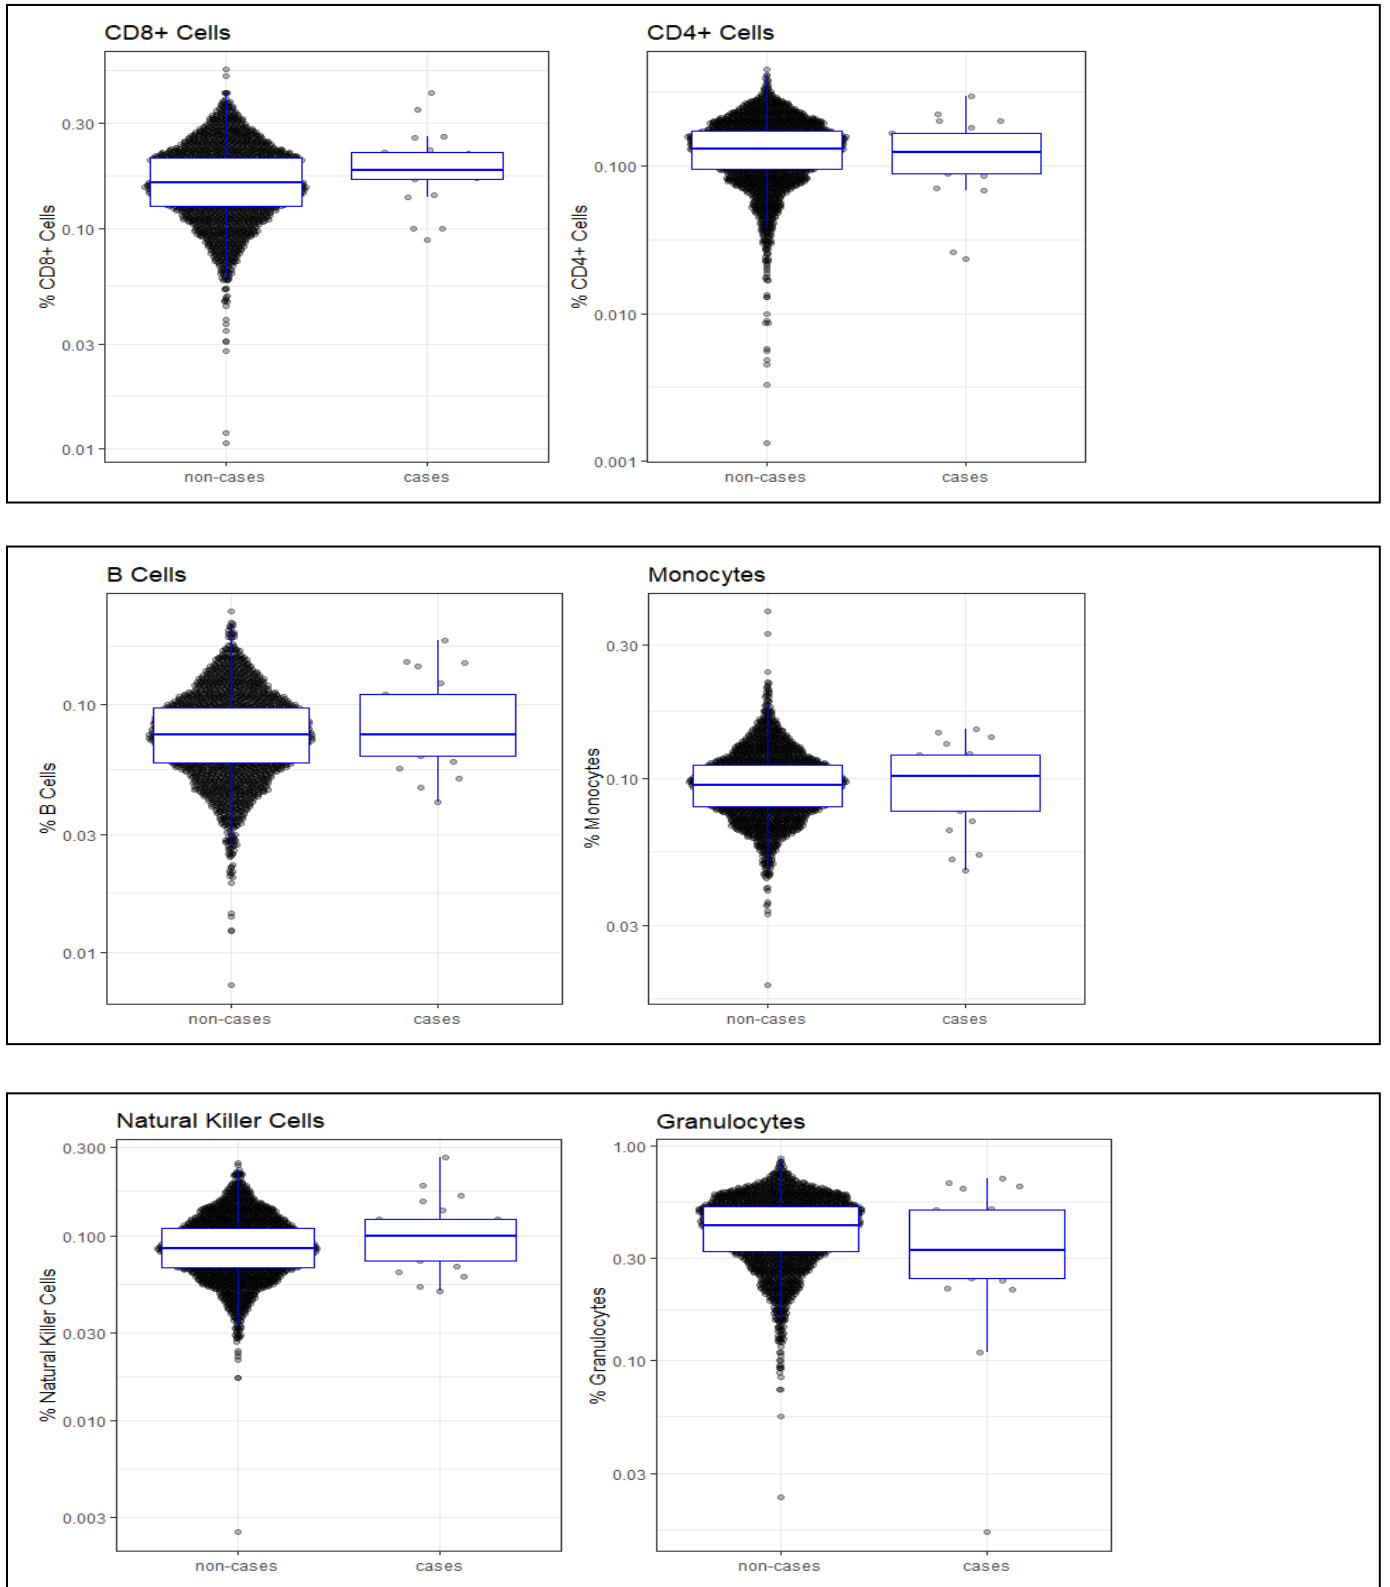 CD8+ Cells
% CD8+ Cells
0.30
0.10
0.03
0.01
non-cases cases
CD4+ Cells
% CD4+ Cells
0.100
0.010
0.001
non-cases cases
B Cells
% B Cells
0.10
0.03
0.01
non-cases cases
Monocytes
% Monocytes
0.30
0.10
0.03
non-cases cases
Natural Killer Cells
% Natural Killer Cells
0.300
0.100
0.030
0.010
0.003
non-cases cases
Granulocytes
% Granulocytes
1.00
0.30
0.10
0.03
non-cases cases